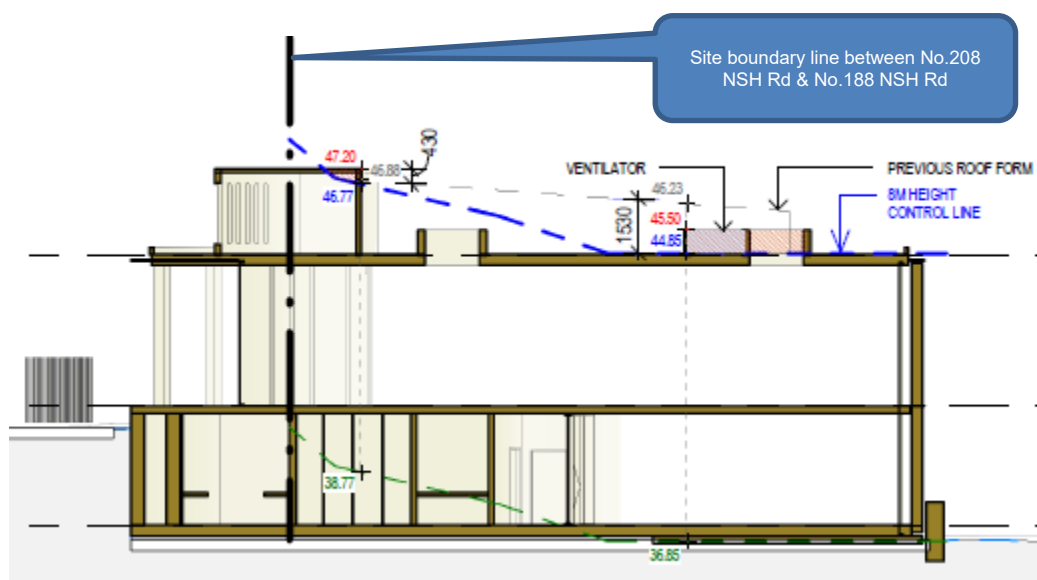 Site boundary line between No.208
NSH Rd & No.188 NSH Rd
47.20
46.88
430
46.77
VENTILATOR
PREVIOUS ROOF FORM
46.23
8M HEIGHT
CONTROL LINE
1530
45.50
44.85
38.77
36.85